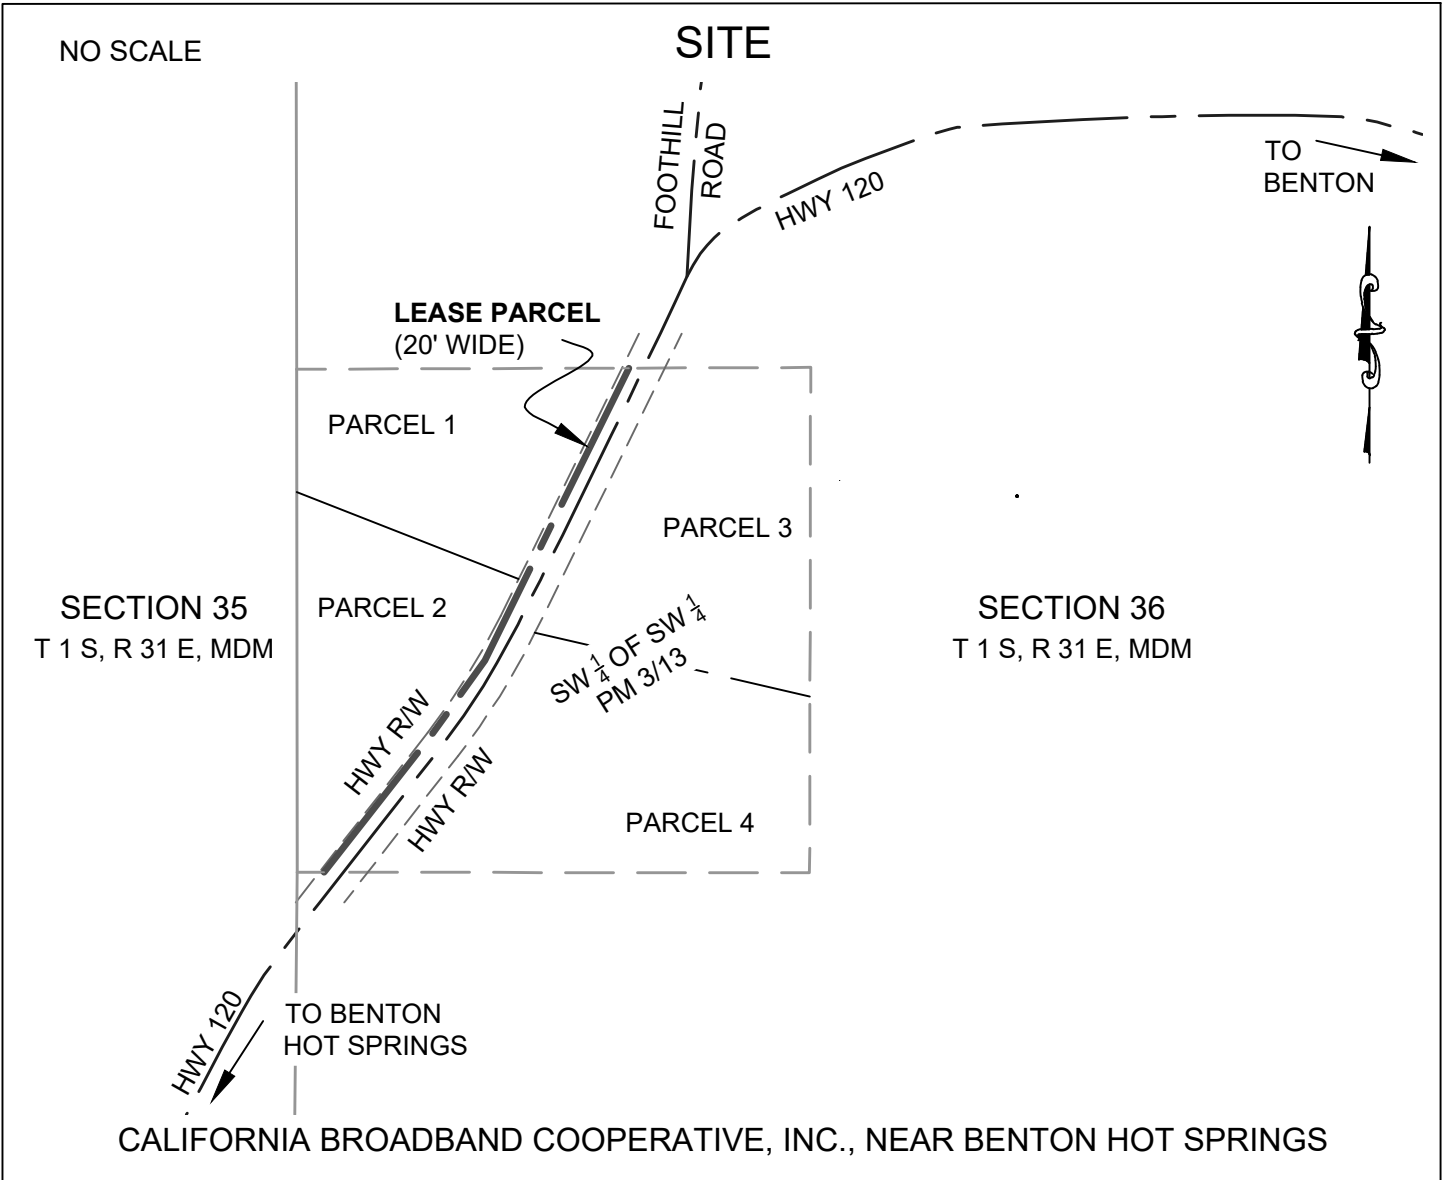 NO SCALE
SITE
FOOTHILL
ROAD
HWY 120
TO
BENTON
LEASE PARCEL
(20' WIDE)
PARCEL 1
PARCEL 3
SECTION 35
T 1 S, R 31 E, MDM
PARCEL 2
SW 1/4 OF SW 1/4
PM 3/13
SECTION 36
T 1 S, R 31 E, MDM
HWY R/W
HWY R/W
PARCEL 4
HWY 120
TO BENTON
HOT SPRINGS
CALIFORNIA BROADBAND COOPERATIVE, INC., NEAR BENTON HOT SPRINGS